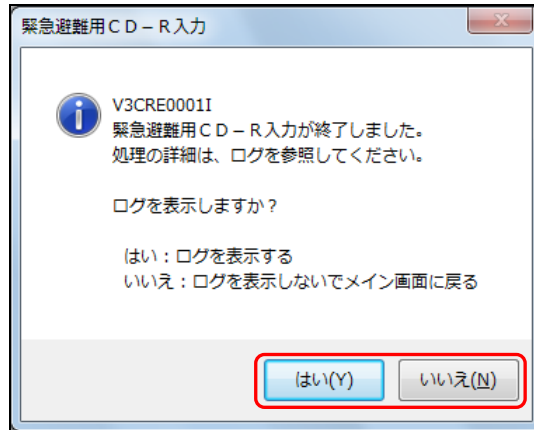 緊急避難用ＣＤ－Ｒ入力
V3CRE0001I
緊急避難用ＣＤ－Ｒ入力が終了しました。
処理の詳細は、ログを参照してください。
ログを表示しますか？
はい：ログを表示する
いいえ：ログを表示しないでメイン画面に戻る
はい(Y) いいえ(N)